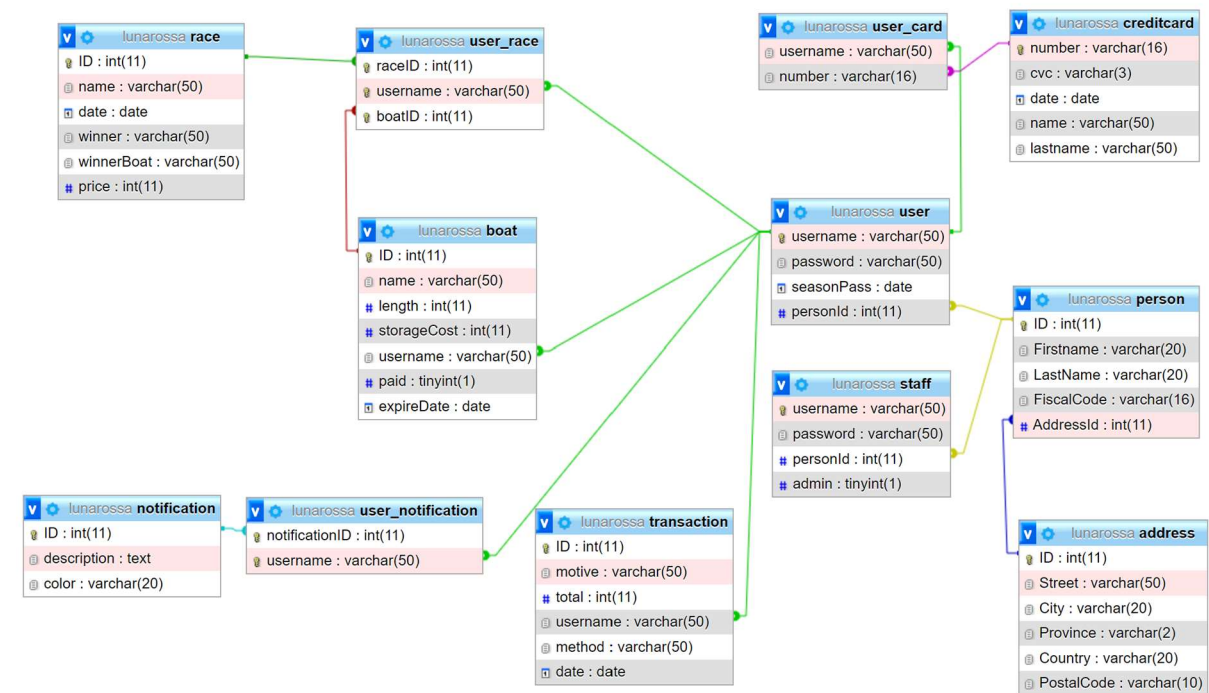 lunarossa race
ID : int(11)
name : varchar(50)
date : date
winner : varchar(50)
winnerBoat : varchar(50)
price : int(11)
lunarossa user_race
raceID : int(11)
username : varchar(50)
boatID : int(11)
lunarossa user_card
username : varchar(50)
number : varchar(16)
lunarossa creditcard
number : varchar(16)
cvc : varchar(3)
date : date
name : varchar(50)
lastname : varchar(50)
lunarossa boat
ID : int(11)
name : varchar(50)
length : int(11)
storageCost : int(11)
username : varchar(50)
paid : tinyint(1)
expireDate : date
lunarossa user
username : varchar(50)
password : varchar(50)
seasonPass : date
personId : int(11)
lunarossa person
ID : int(11)
Firstname : varchar(20)
LastName : varchar(20)
FiscalCode : varchar(16)
AddressId : int(11)
lunarossa staff
username : varchar(50)
password : varchar(50)
personId : int(11)
admin : tinyint(1)
lunarossa notification
ID : int(11)
description : text
color : varchar(20)
lunarossa user_notification
notificationID : int(11)
username : varchar(50)
lunarossa transaction
ID : int(11)
motive : varchar(50)
total : int(11)
username : varchar(50)
method : varchar(50)
date : date
lunarossa address
ID : int(11)
Street : varchar(50)
City : varchar(20)
Province : varchar(2)
Country : varchar(20)
PostalCode : varchar(10)